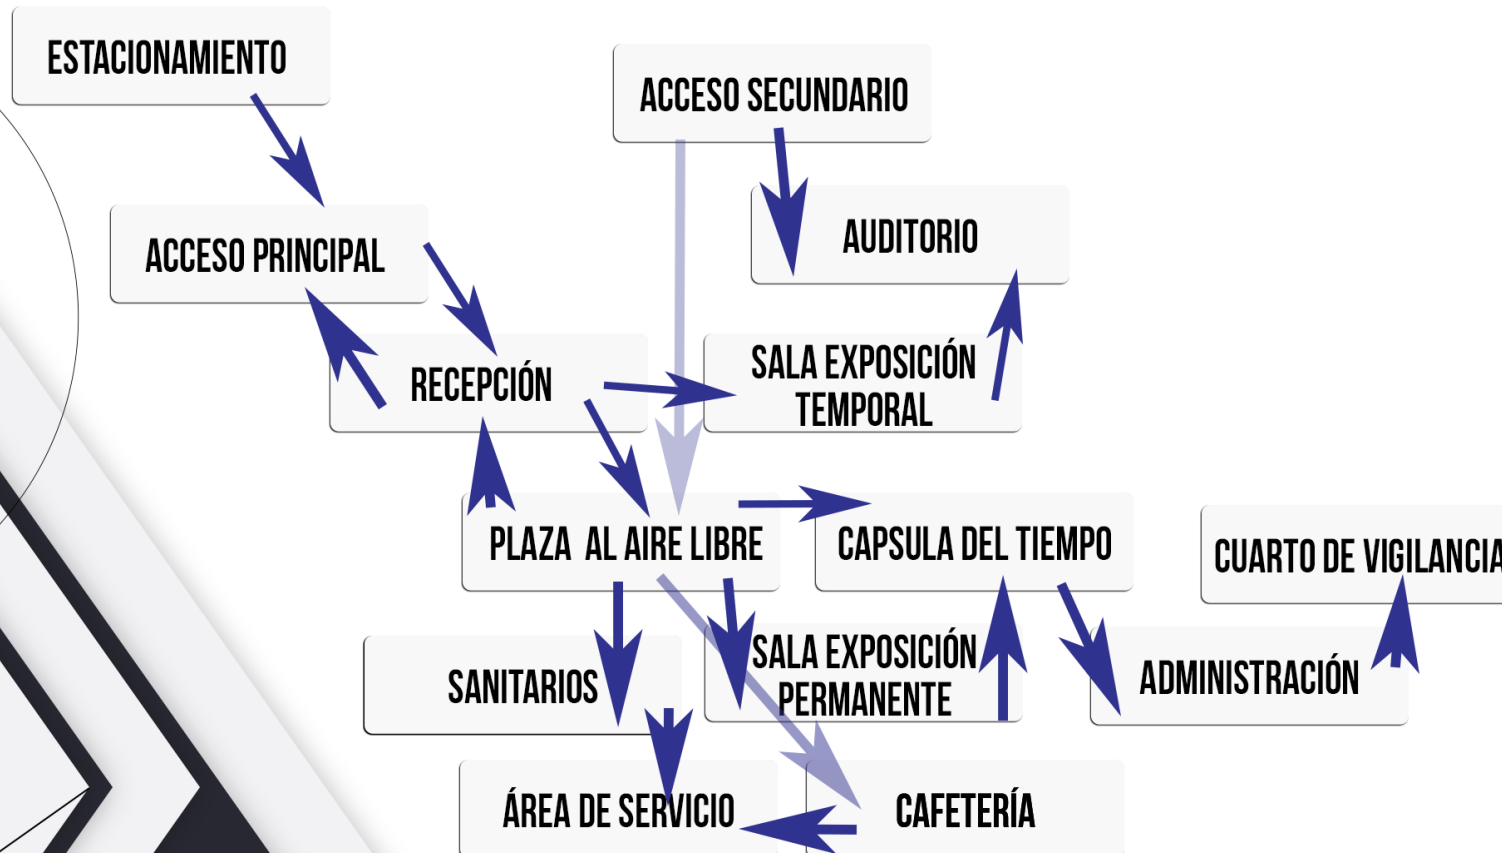 ESTACIONAMIENTO
ACCESO SECUNDARIO
ACCESO PRINCIPAL
AUDITORIO
RECEPCIÓN
SALA EXPOSICIÓN
TEMPORAL
PLAZA AL AIRE LIBRE
CAPSULA DEL TIEMPO
CUARTO DE VIGILANCIA
SANITARIOS
SALA EXPOSICIÓN
PERMANENTE
ADMINISTRACIÓN
ÁREA DE SERVICIO
CAFETERÍA